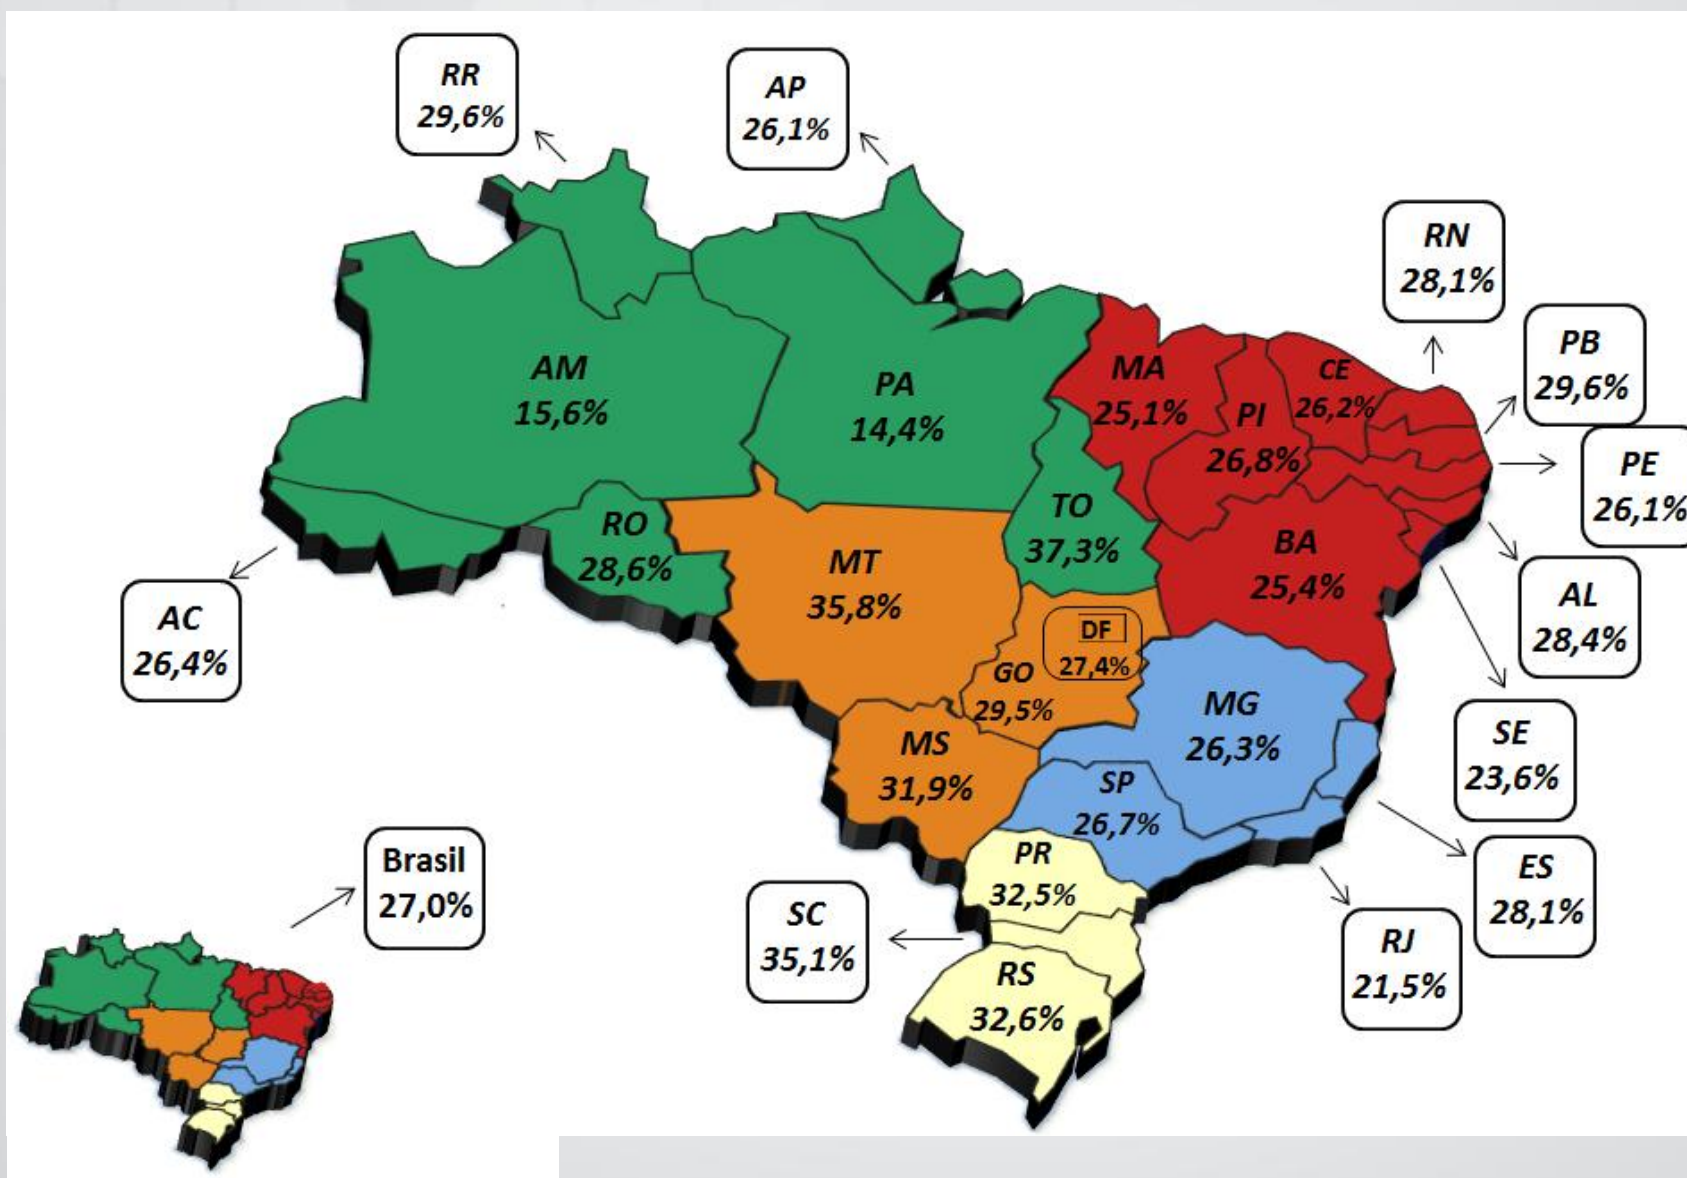 RR
29,6%
AP
26,1%
RN
28,1%
PB
29,6%
AM
15,6%
PA
14,4%
MA
25,1%
CE
26,2%
PI
26,8%
PE
26,1%
RO
28,6%
TO
37,3%
MT
35,8%
BA
25,4%
AL
28,4%
AC
26,4%
DF
27,4%
GO
29,5%
MG
26,3%
MS
31,9%
SE
23,6%
SP
26,7%
PR
32,5%
ES
28,1%
Brasil
27,0%
SC
35,1%
RJ
21,5%
RS
32,6%